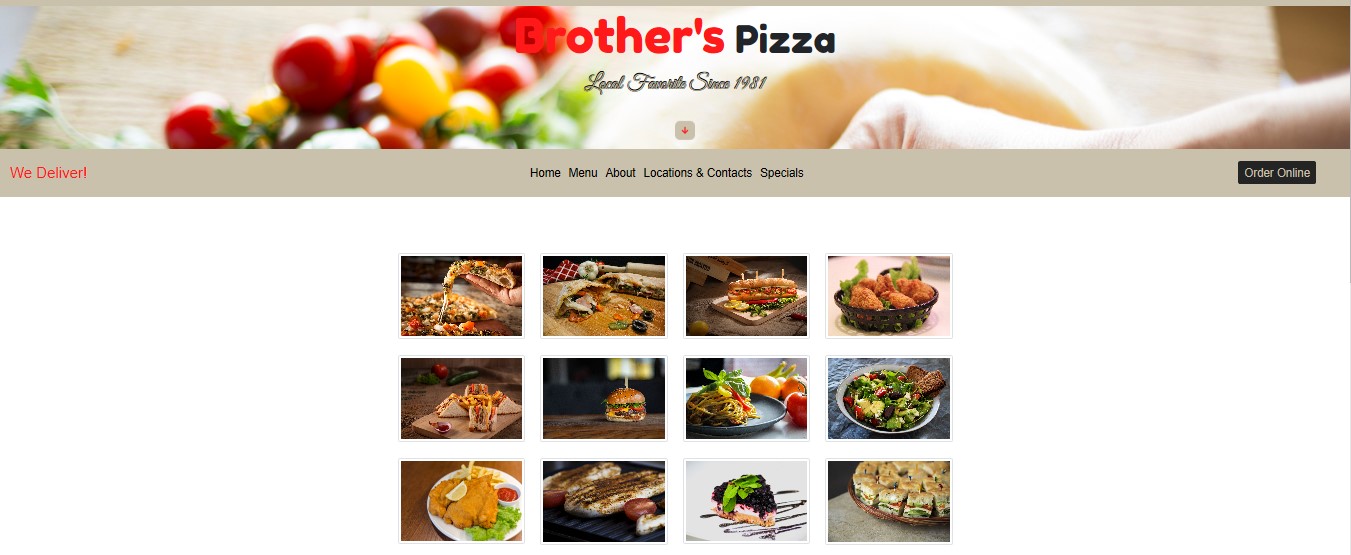 Brother's Pizza
Local Favorite Since 1981
We Deliver!
Home Menu About Locations & Contacts Specials
Order Online